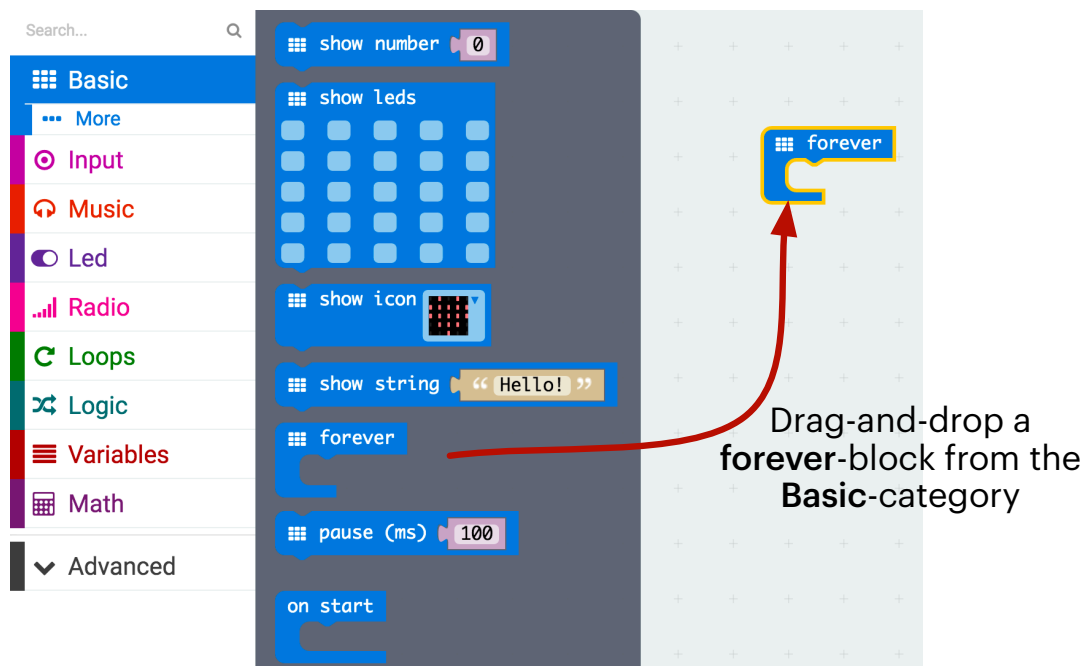 Search...
Basic
More
Input
Music
Led
Radio
Loops
Logic
Variables
Math
Advanced
show number 0
show leds
show icon
show string “ Hello! ”
forever
pause (ms) 100
on start
forever
Drag-and-drop a
forever-block from the
Basic-category